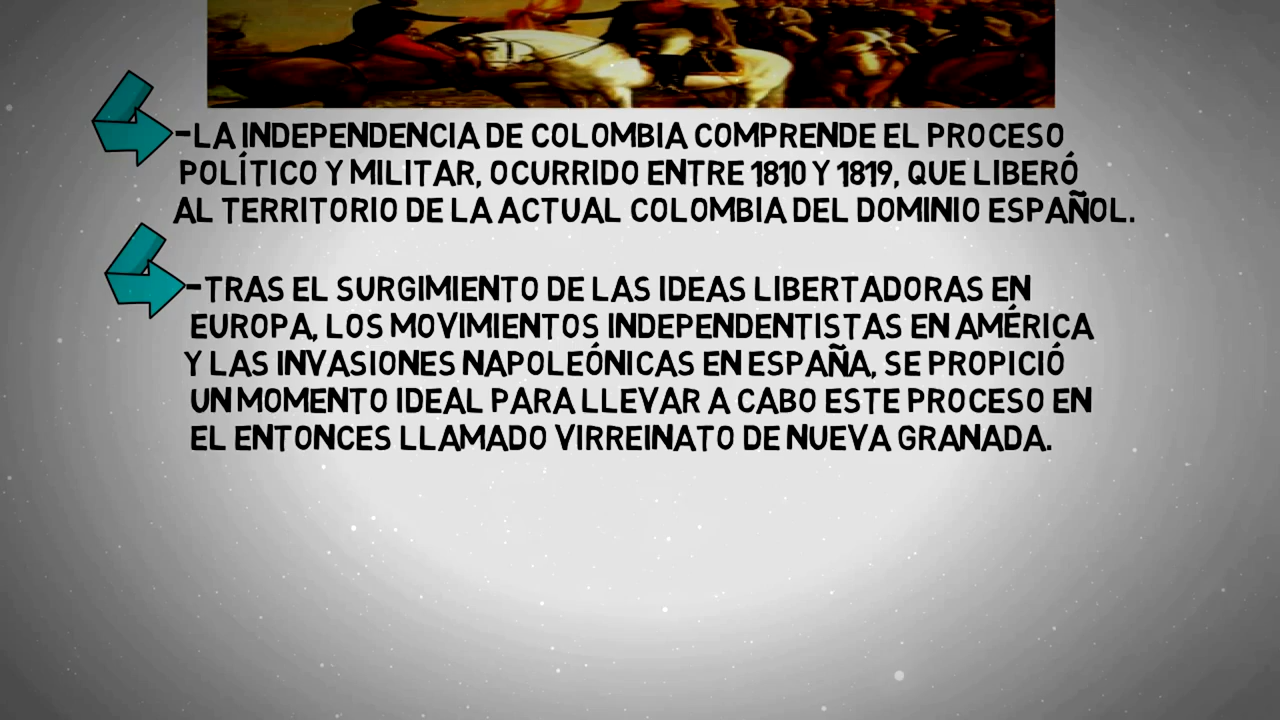 -LA INDEPENDENCIA DE COLOMBIA COMPRENDE EL PROCESO
POLÍTICO Y MILITAR, OCURRIDO ENTRE 1810 Y 1819, QUE LIBERÓ
AL TERRITORIO DE LA ACTUAL COLOMBIA DEL DOMINIO ESPAÑOL.
-TRAS EL SURGIMIENTO DE LAS IDEAS LIBERTADORAS EN
EUROPA, LOS MOVIMIENTOS INDEPENDENTISTAS EN AMÉRICA
Y LAS INVASIONES NAPOLEÓNICAS EN ESPAÑA, SE PROPICIÓ
UN MOMENTO IDEAL PARA LLEVAR A CABO ESTE PROCESO EN
EL ENTONCES LLAMADO VIRREINATO DE NUEVA GRANADA.